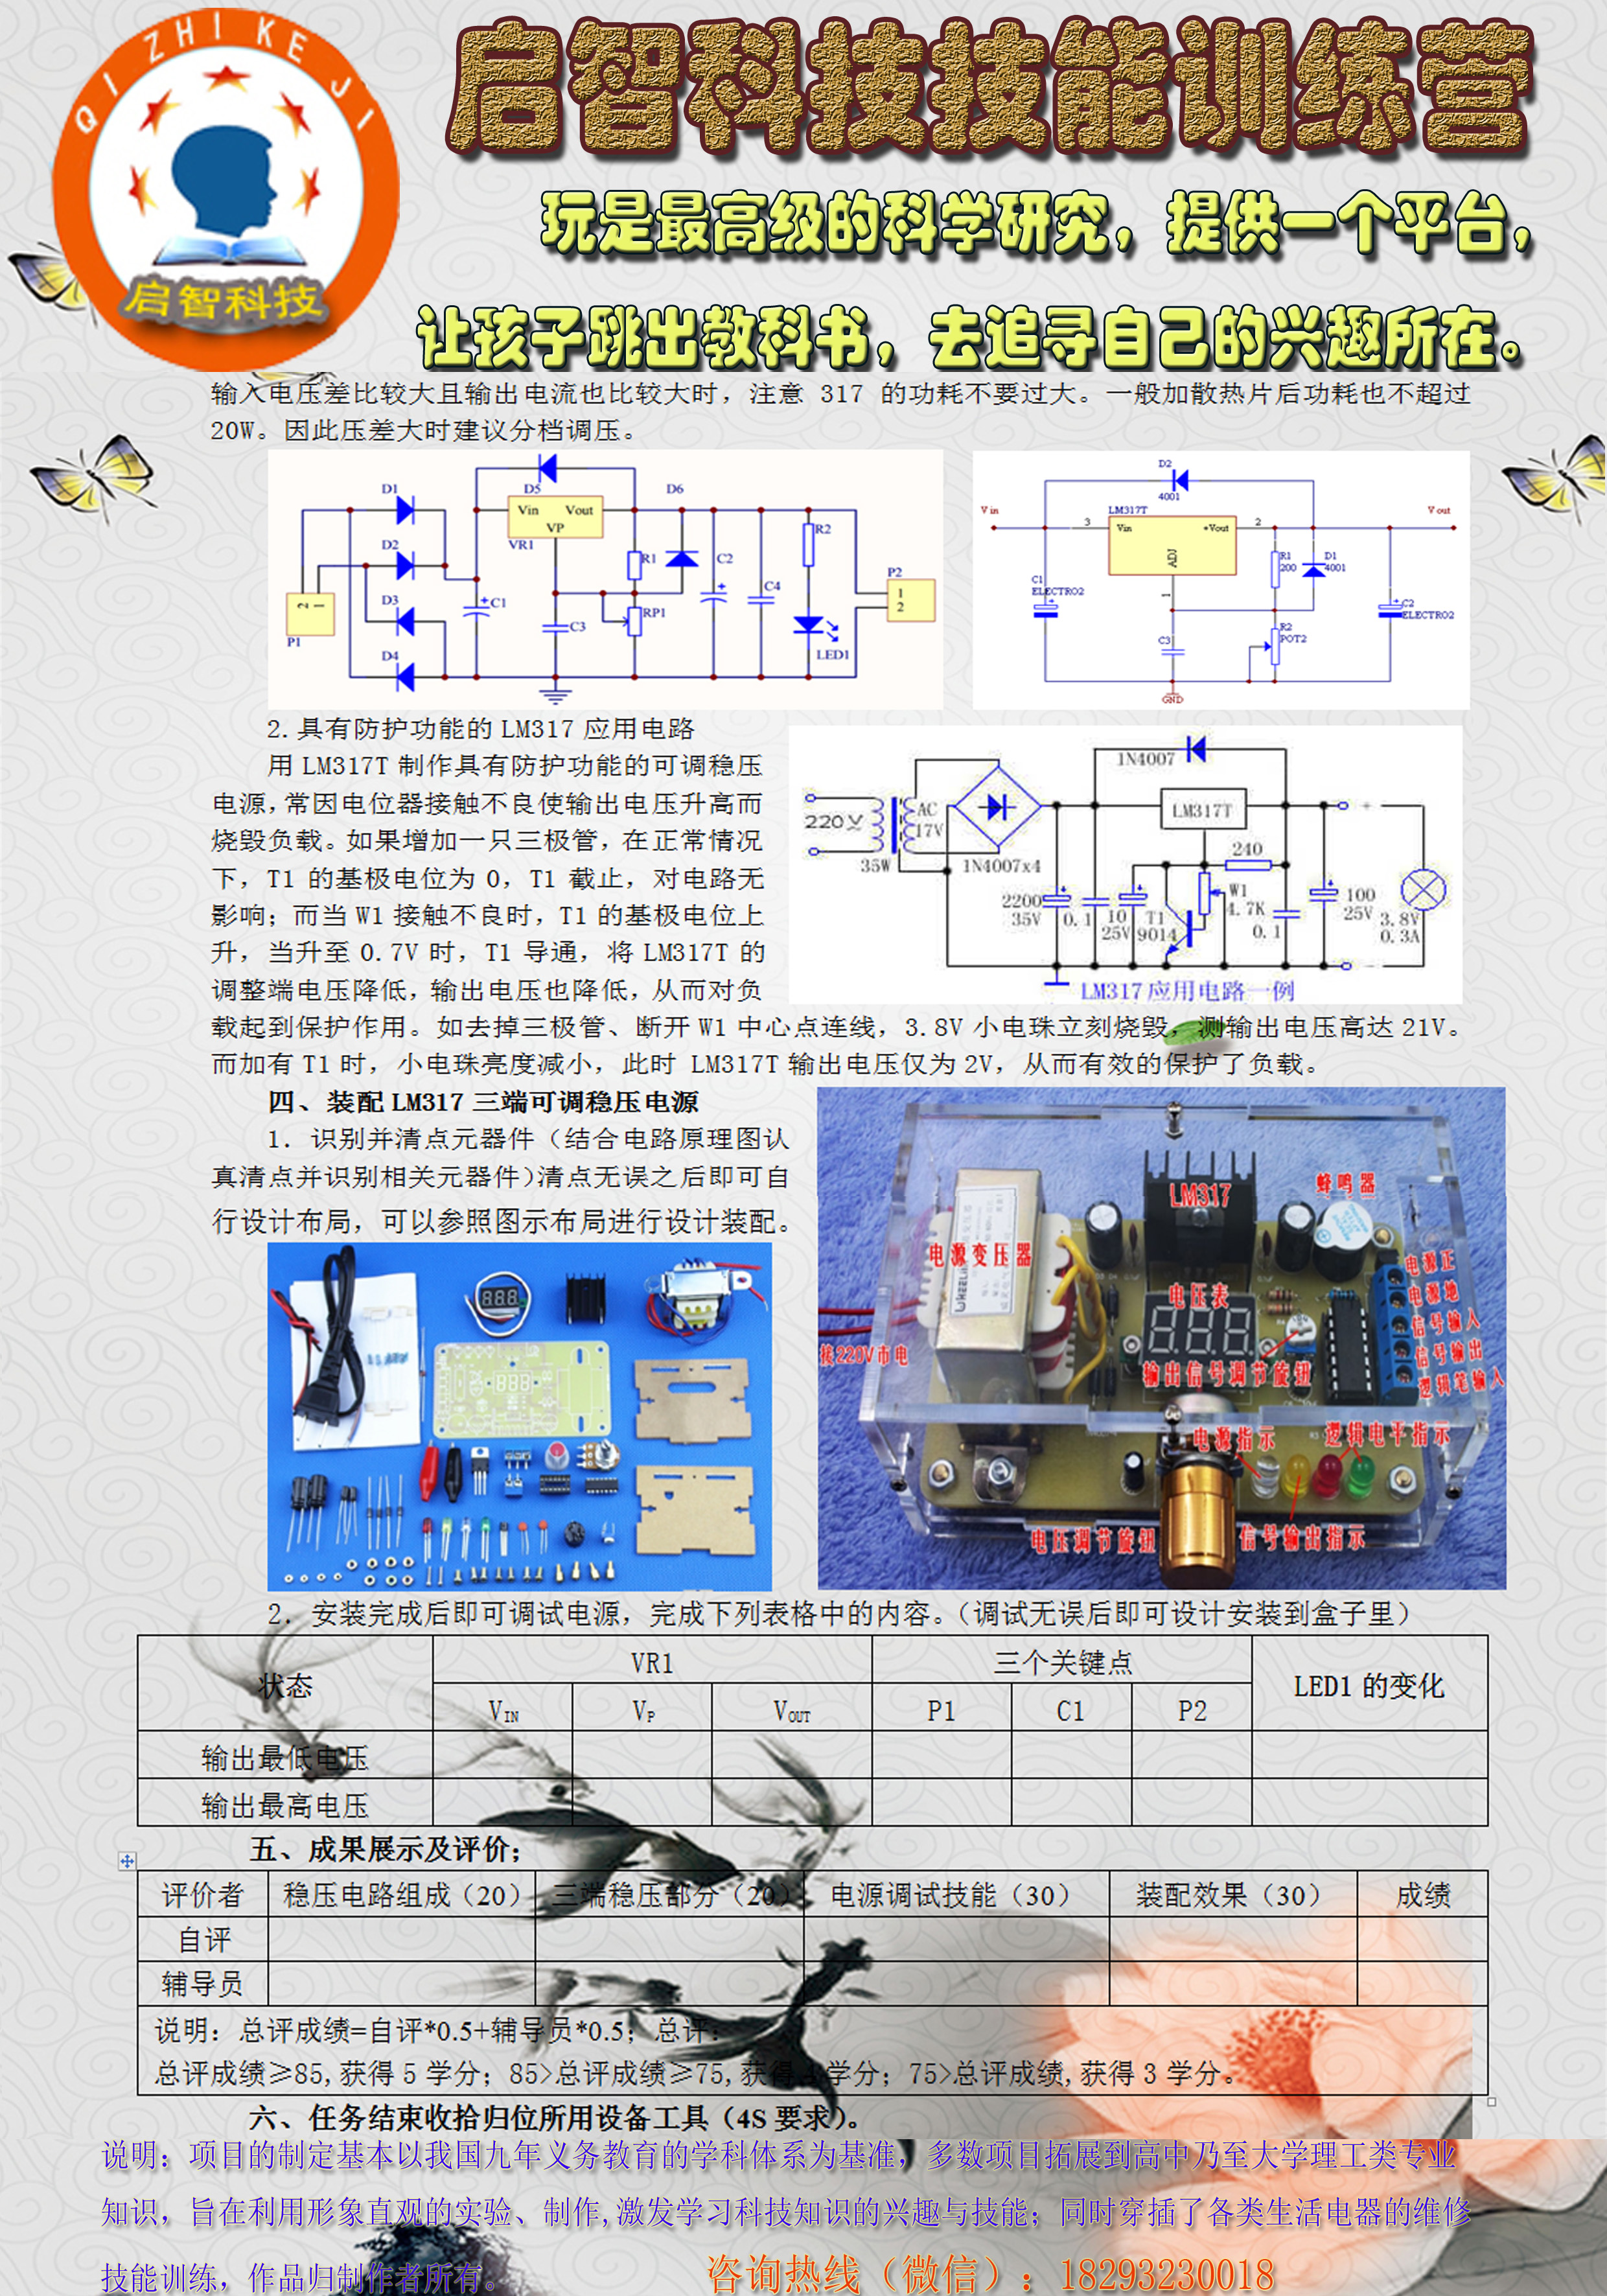 QI ZHI KE JI
启智科技
启智科技技能训练营
玩是最高级的科学研究，提供一个平台，
让孩子跳出教科书，去追寻自己的兴趣所在。
输入电压差比较大且输出电流也比较大时，注意 317 的功耗不要过大。一般加散热片后功耗也不超过
20W。因此压差大时建议分档调压。
D1
D2
D3
D4
P1
2 1
D5
Vin Vout
VP
VR1
D6
C1
C3
R1
RP1
C2
C4
R2
LED1
P2
1
2
D2
4001
V in
V out
LM317T
3
Vin
+Vout
2
ADJ
1
R1
200
D1
4001
C1
ELECTRO2
C2
ELECTRO2
C3
R2
POT2
GND
2.具有防护功能的 LM317 应用电路
用 LM317T 制作具有防护功能的可调稳压
电源,常因电位器接触不良使输出电压升高而
烧毁负载。如果增加一只三极管,在正常情况
下，T1 的基极电位为 0，T1 截止，对电路无
影响；而当 W1 接触不良时，T1 的基极电位上
升，当升至 0.7V 时，T1 导通，将 LM317T 的
调整端电压降低,输出电压也降低,从而对负
载起到保护作用。如去掉三极管、断开 W1 中心点连线，3.8V 小电珠立刻烧毁，测输出电压高达 21V。
而加有 T1 时，小电珠亮度减小，此时 LM317T 输出电压仅为 2V，从而有效的保护了负载。
220V
AC
17V
35W
1N4007x4
1N4007
LM317T
240
2200
35V
0.1
10
25V
T1
9014
W1
4.7K
0.1
100
25V
3.8V
0.3A
LM317 应用电路一例
四、装配 LM317 三端可调稳压电源
1. 识别并清点元器件（结合电路原理图认
真清点并识别相关元器件)清点无误之后即可自
行设计布局，可以参照图示布局进行设计装配。
LM317
蜂鸣器
电源变压器
电源正
电源地
信号输入
信号输出
逻辑笔输入
电压表
接220V市电
输出信号调节旋钮
电源指示
逻辑电平指示
电压调节旋钮
信号输出指示
2. 安装完成后即可调试电源，完成下列表格中的内容。（调试无误后即可设计安装到盒子里）
状态 VR1 三个关键点 LED1 的变化
VIN VP VOUT P1 C1 P2
输出最低电压
输出最高电压
五、成果展示及评价；
评价者 稳压电路组成（20） 三端稳压部分（20） 电源调试技能（30） 装配效果（30） 成绩
自评
辅导员
说明：总评成绩=自评*0.5+辅导员*0.5；总评：
总评成绩≥85,获得 5 学分；85>总评成绩≥75,获得 学分；75>总评成绩,获得 3 学分。
六、任务结束收拾归位所用设备工具（4S 要求）。
说明：项目的制定基本以我国九年义务教育的学科体系为基准，多数项目拓展到高中乃至大学理工类专业
知识，旨在利用形象直观的实验、制作,激发学习科技知识的兴趣与技能；同时穿插了各类生活电器的维修
技能训练，作品归制作者所有。
咨询热线（微信）：18293230018